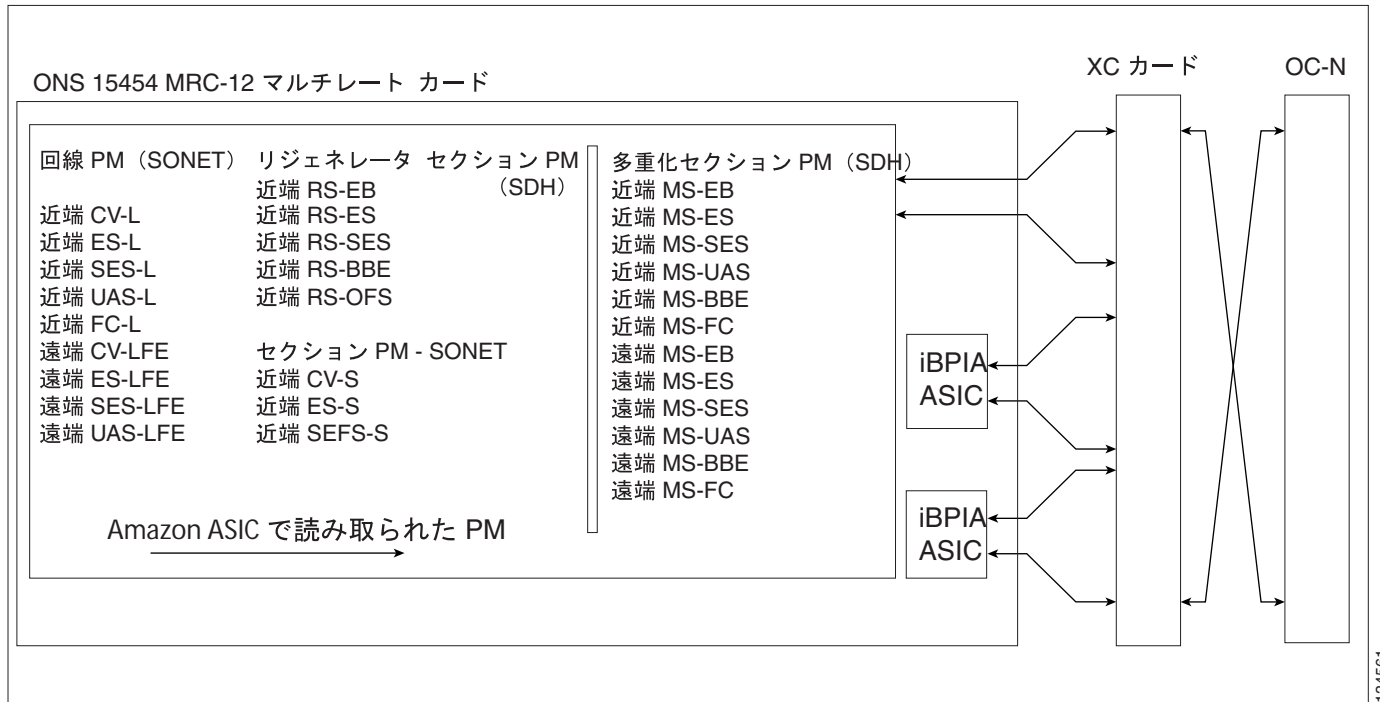 ONS 15454 MRC-12 マルチレート カード
XC カード
OC-N
回線 PM（SONET）
近端 CV-L
近端 ES-L
近端 SES-L
近端 UAS-L
近端 FC-L
遠端 CV-LFE
遠端 ES-LFE
遠端 SES-LFE
遠端 UAS-LFE
リジェネレータ セクション PM
（SDH）
近端 RS-EB
近端 RS-ES
近端 RS-SES
近端 RS-BBE
近端 RS-OFS
セクション PM - SONET
近端 CV-S
近端 ES-S
近端 SEFS-S
多重化セクション PM（SDH）
近端 MS-EB
近端 MS-ES
近端 MS-SES
近端 MS-UAS
近端 MS-BBE
近端 MS-FC
遠端 MS-EB
遠端 MS-ES
遠端 MS-SES
遠端 MS-UAS
遠端 MS-BBE
遠端 MS-FC
Amazon ASIC で読み取られた PM
iBPIA
ASIC
iBPIA
ASIC